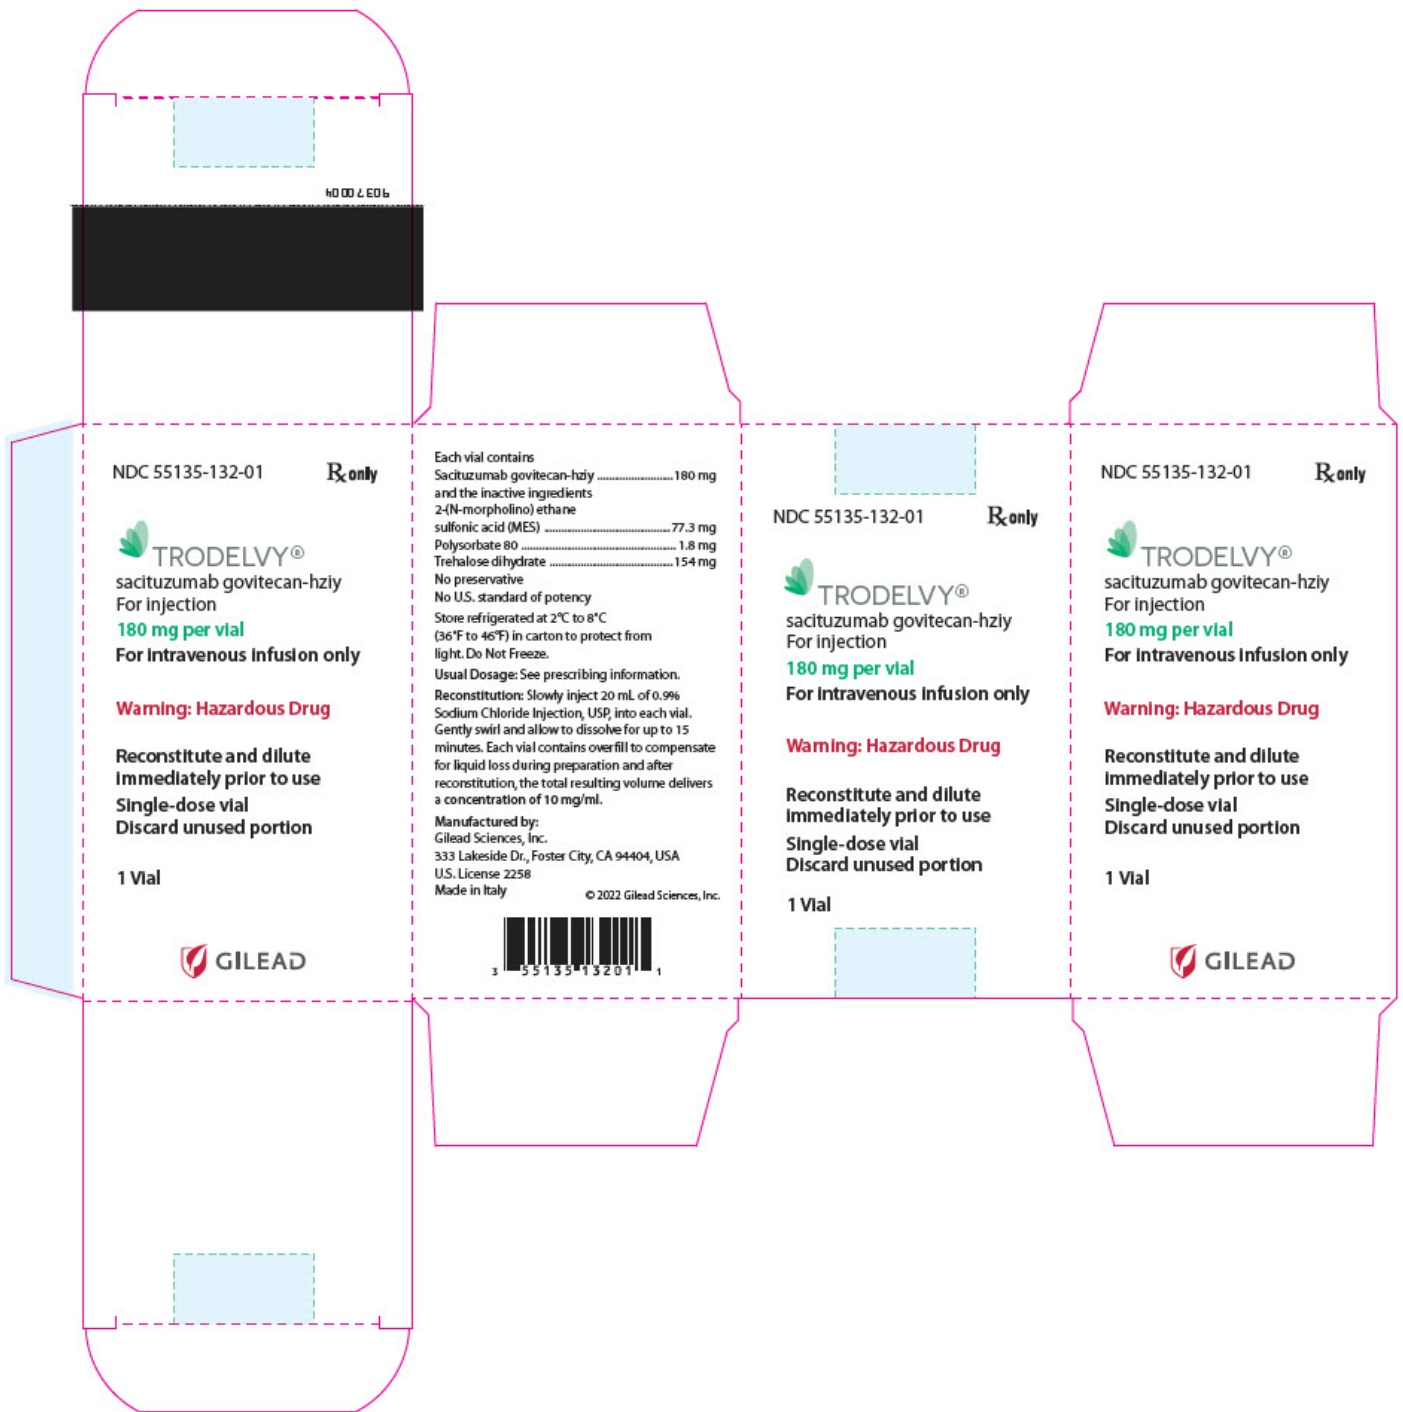 9037 00 04
NDC 55135-132-01 Rx only
TRODELVY®
sacituzumab govitecan-hziy
For injection
180 mg per vial
For intravenous infusion only
Warning: Hazardous Drug
Reconstitute and dilute
immediately prior to use
Single-dose vial
Discard unused portion
1 Vial
GILEAD
Each vial contains
Sacituzumab govitecan-hziy ........................ 180 mg
and the inactive ingredients
2-(N-morpholino) ethane
sulfonic acid (MES) ........................................ 77.3 mg
Polysorbate 80 ................................................. 1.8 mg
Trehalose dihydrate ....................................... 154 mg
No preservative
No U.S. standard of potency
Store refrigerated at 2°C to 8°C
(36°F to 46°F) in carton to protect from
light. Do Not Freeze.
Usual Dosage: See prescribing information.
Reconstitution: Slowly inject 20 mL of 0.9%
Sodium Chloride Injection, USP, into each vial.
Gently swirl and allow to dissolve for up to 15
minutes. Each vial contains overfill to compensate
for liquid loss during preparation and after
reconstitution, the total resulting volume delivers
a concentration of 10 mg/ml.
Manufactured by:
Gilead Sciences, Inc.
333 Lakeside Dr., Foster City, CA 94404, USA
U.S. License 2258
Made in Italy © 2022 Gilead Sciences, Inc.
3 55135 13201 1
NDC 55135-132-01 Rx only
TRODELVY®
sacituzumab govitecan-hziy
For injection
180 mg per vial
For intravenous infusion only
Warning: Hazardous Drug
Reconstitute and dilute
immediately prior to use
Single-dose vial
Discard unused portion
1 Vial
NDC 55135-132-01 Rx only
TRODELVY®
sacituzumab govitecan-hziy
For injection
180 mg per vial
For intravenous infusion only
Warning: Hazardous Drug
Reconstitute and dilute
immediately prior to use
Single-dose vial
Discard unused portion
1 Vial
GILEAD